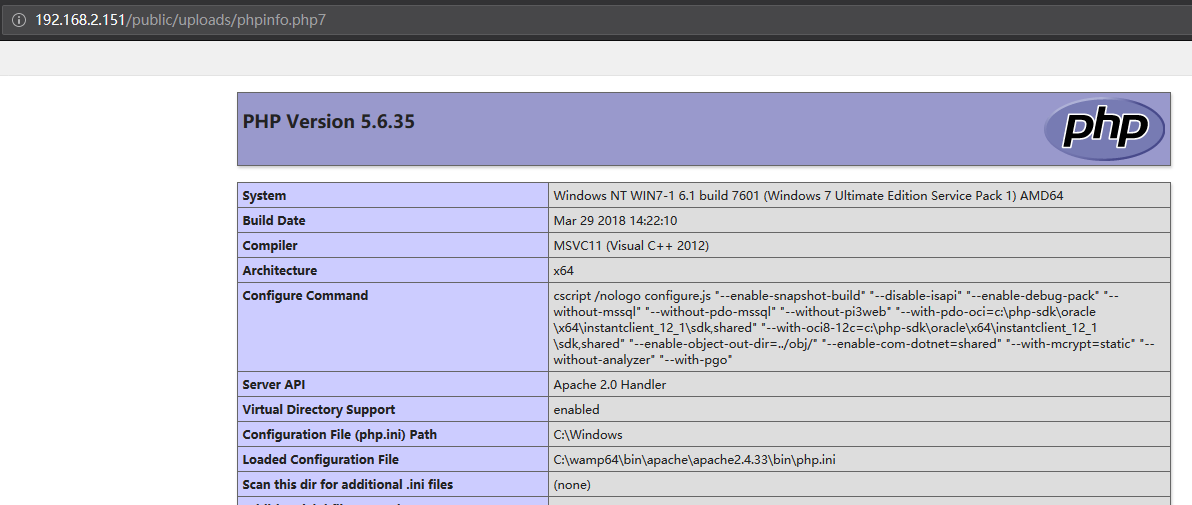 192.168.2.151/public/uploads/phpinfo.php7
PHP Version 5.6.35
php
System Windows NT WIN7-1 6.1 build 7601 (Windows 7 Ultimate Edition Service Pack 1) AMD64
Build Date Mar 29 2018 14:22:10
Compiler MSVC11 (Visual C++ 2012)
Architecture x64
Configure Command cscript /nologo configure.js "--enable-snapshot-build" "--disable-isapi" "--enable-debug-pack" "--
without-mssql" "--without-pdo-mssql" "--without-pi3web" "--with-pdo-oci=c:\php-sdk\oracle
\x64\instantclient_12_1\sdk,shared" "--with-oci8-12c=c:\php-sdk\oracle\x64\instantclient_12_1
\sdk,shared" "--enable-object-out-dir=../obj/" "--enable-com-dotnet=shared" "--with-mcrypt=static" "--
without-analyzer" "--with-pgo"
Server API Apache 2.0 Handler
Virtual Directory Support enabled
Configuration File (php.ini) Path C:\Windows
Loaded Configuration File C:\wamp64\bin\apache\apache2.4.33\bin\php.ini
Scan this dir for additional .ini files (none)